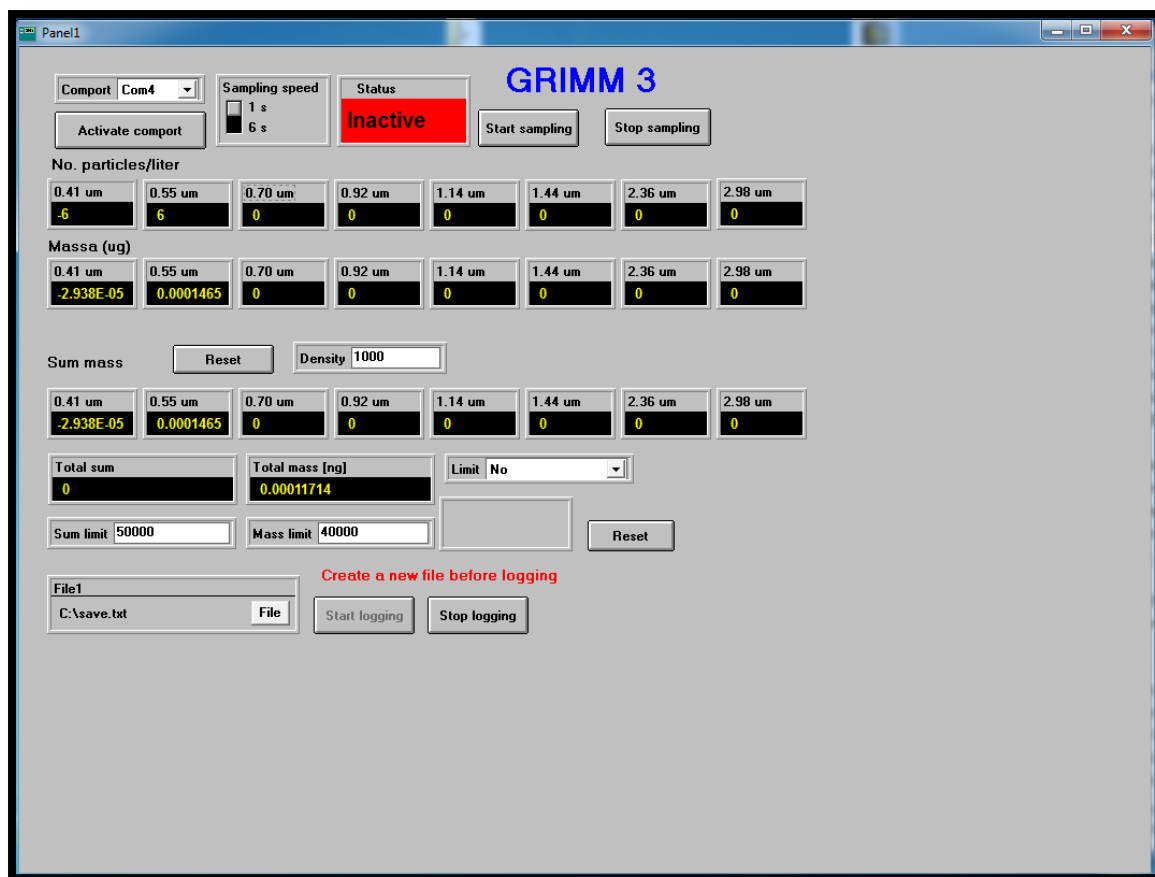 Panel1
GRIMM 3
Comport Com4
Sampling speed
1 s
6 s
Status
Inactive
Activate comport
Start sampling
Stop sampling
No. particles/liter
0.41 um 0.55 um 0.70 um 0.92 um 1.14 um 1.44 um 2.36 um 2.98 um
-6 6 0 0 0 0 0 0
Massa (ug)
0.41 um 0.55 um 0.70 um 0.92 um 1.14 um 1.44 um 2.36 um 2.98 um
-2.938E-05 0.0001465 0 0 0 0 0 0
Sum mass Reset Density 1000
0.41 um 0.55 um 0.70 um 0.92 um 1.14 um 1.44 um 2.36 um 2.98 um
-2.938E-05 0.0001465 0 0 0 0 0 0
Total sum Total mass [ng] Limit No
0 0.00011714
Sum limit 50000 Mass limit 40000 Reset
Create a new file before logging
File1
C:\save.txt File Start logging Stop logging